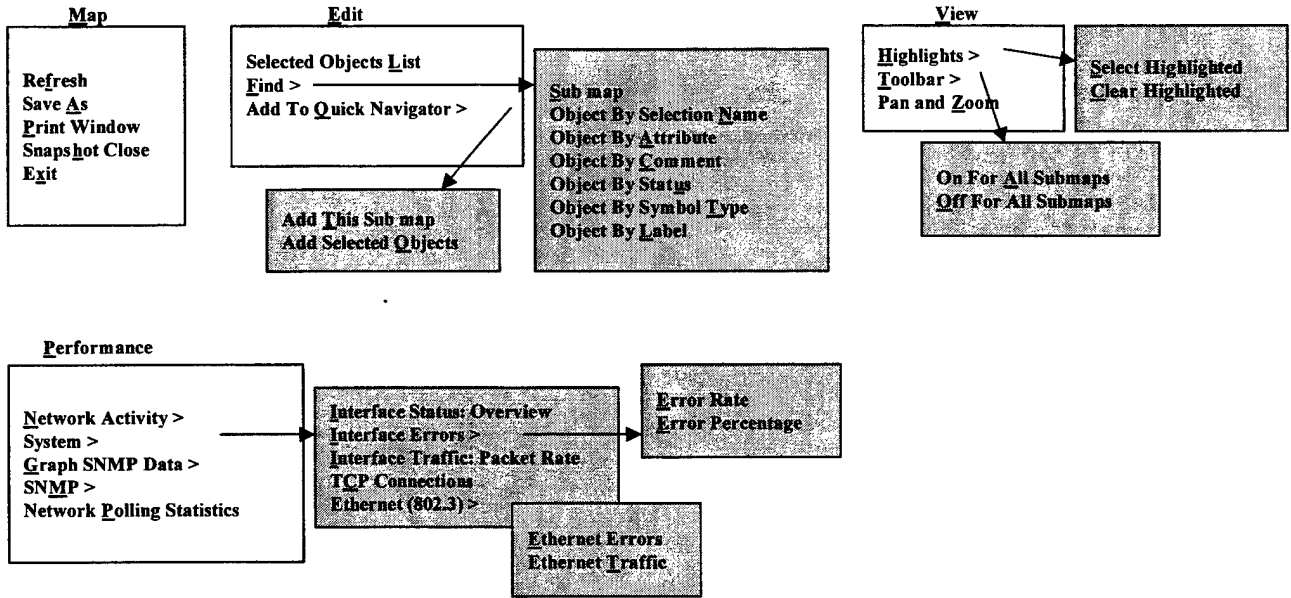 Map
Refresh
Save As
Print Window
Snapshot Close
Exit
Edit
Selected Objects List
Find >
Add To Quick Navigator >
Add This Sub map
Add Selected Objects
Sub map
Object By Selection Name
Object By Attribute
Object By Comment
Object By Status
Object By Symbol Type
Object By Label
View
Highlights >
Toolbar >
Pan and Zoom
Select Highlighted
Clear Highlighted
On For All Submaps
Off For All Submaps
Performance
Network Activity >
System >
Graph SNMP Data >
SNMP >
Network Polling Statistics
Interface Status: Overview
Interface Errors >
Interface Traffic: Packet Rate
TCP Connections
Ethernet (802.3) >
Error Rate
Error Percentage
Ethernet Errors
Ethernet Traffic